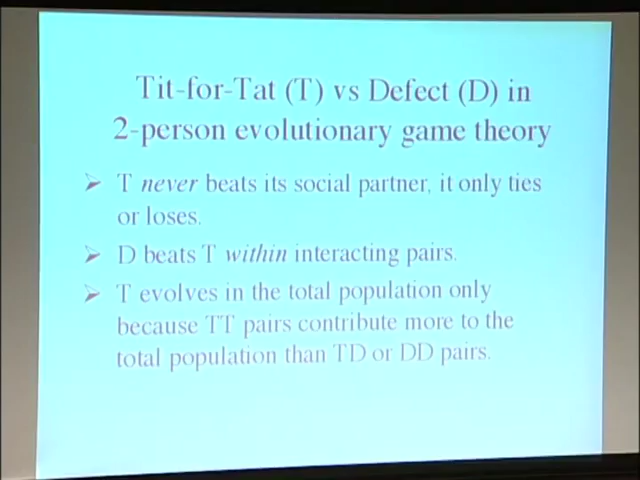 Tit-for-Tat (T) vs Defect (D) in
2-person evolutionary game theory
➢ T never beats its social partner, it only ties
or loses.
➢ D beats T within interacting pairs.
➢ T evolves in the total population only
because TT pairs contribute more to the
total population than TD or DD pairs.